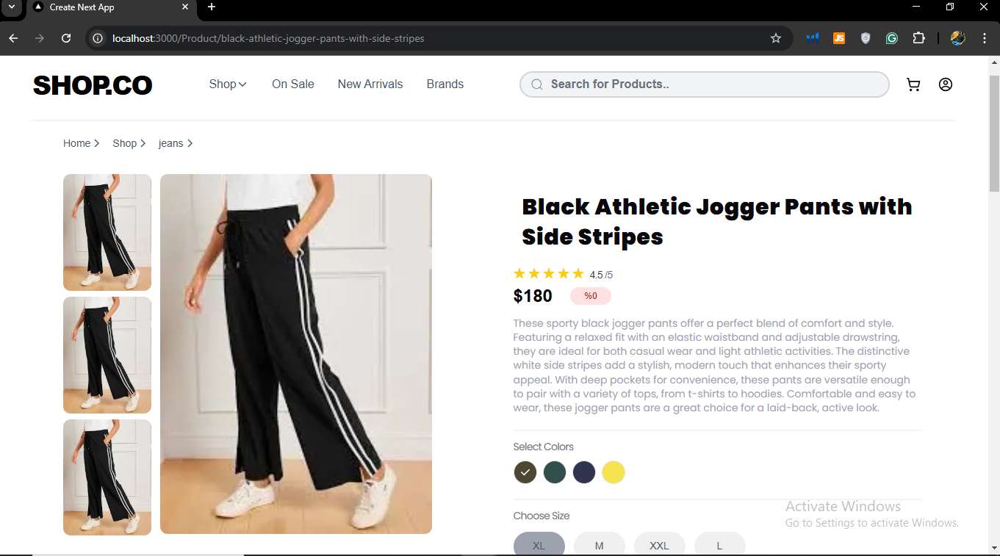 Create Next App
localhost:3000/Product/black-athletic-jogger-pants-with-side-stripes
JS
SHOP.CO
Shop
On Sale
New Arrivals
Brands
Search for Products..
Home
Shop
jeans
Black Athletic Jogger Pants with
Side Stripes
4.5 /5
$180
%0
These sporty black jogger pants offer a perfect blend of comfort and style.
Featuring a relaxed fit with an elastic waistband and adjustable drawstring,
they are ideal for both casual wear and light athletic activities. The distinctive
white side stripes add a stylish, modern touch that enhances their sporty
appeal. With deep pockets for convenience, these pants are versatile enough
to pair with a variety of tops, from t-shirts to hoodies. Comfortable and easy to
wear, these jogger pants are a great choice for a laid-back, active look.
Select Colors
Choose Size
XL
M
XXL
L
Activate Windows
Go to Settings to activate Windows.